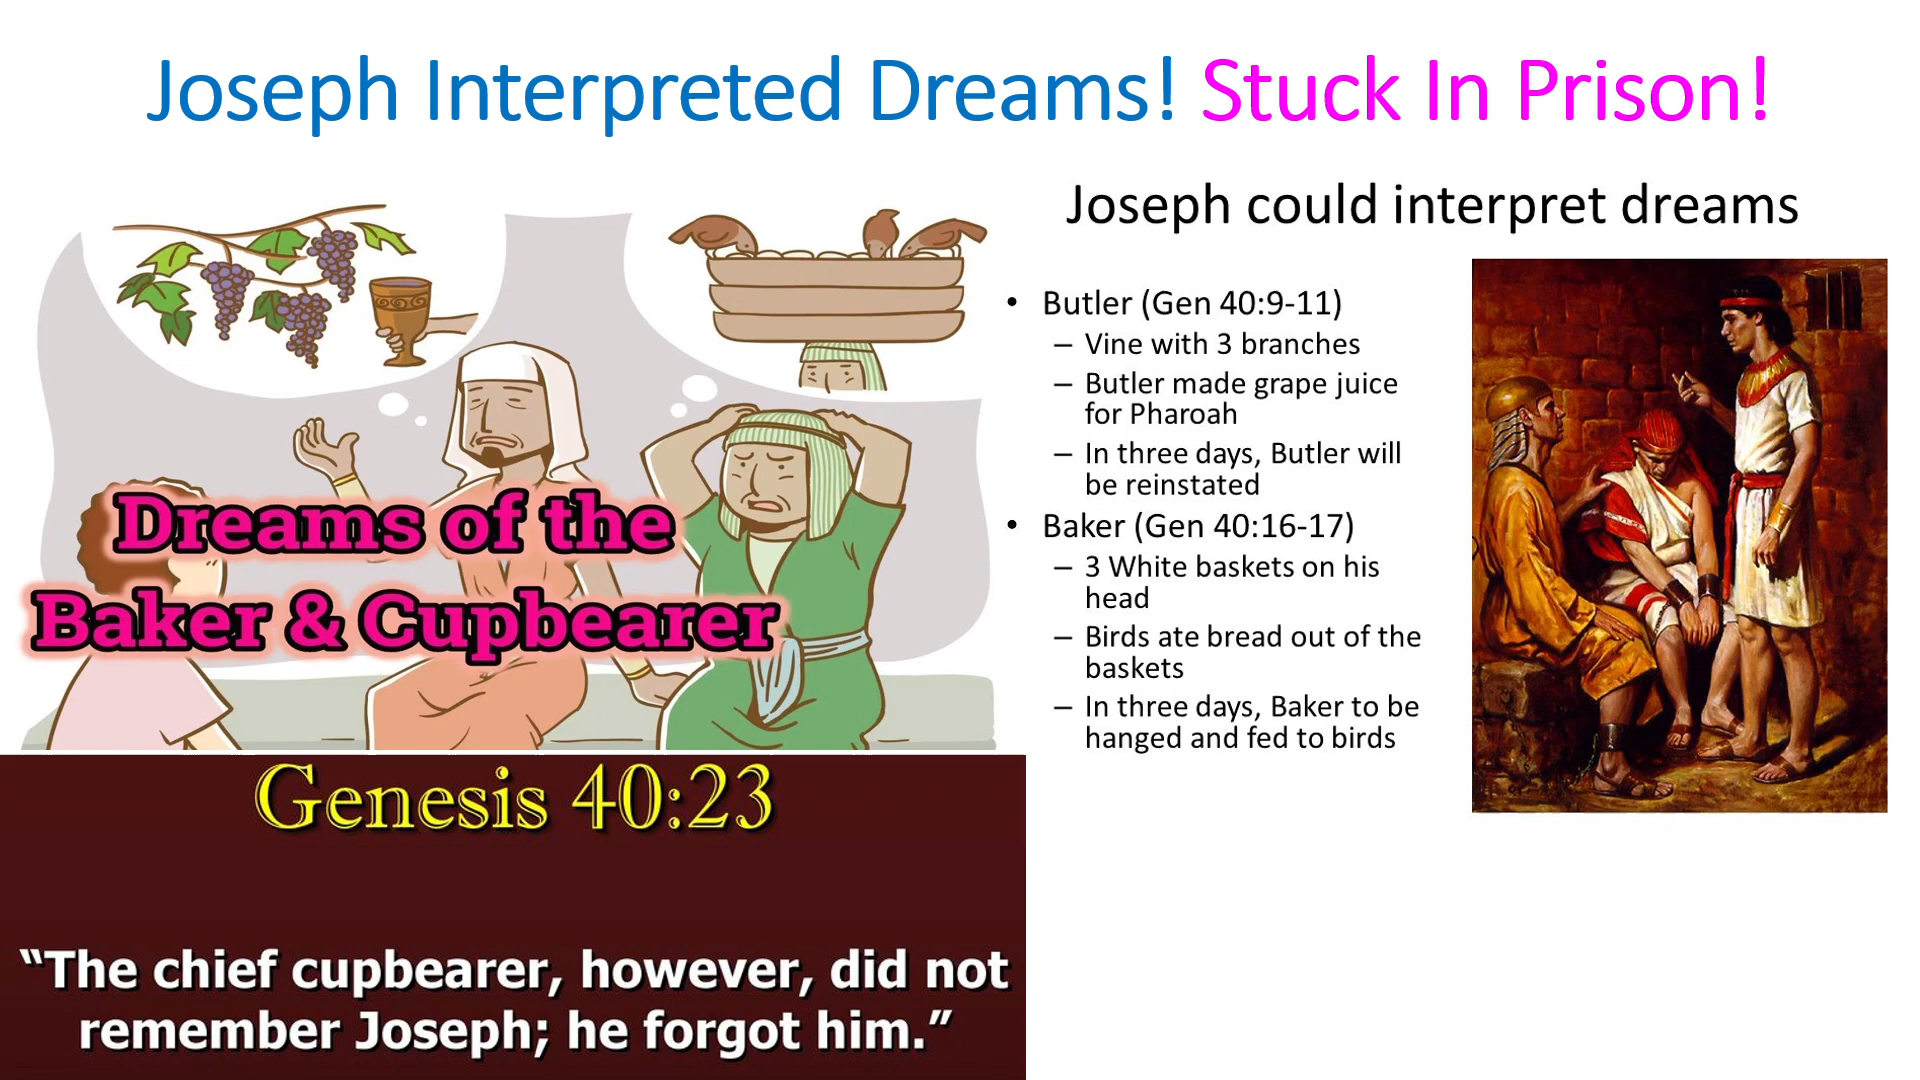 Joseph Interpreted Dreams! Stuck In Prison!
Dreams of the
Baker & Cupbearer
Genesis 40:23
“The chief cupbearer, however, did not
remember Joseph; he forgot him.”
Joseph could interpret dreams
• Butler (Gen 40:9-11)
– Vine with 3 branches
– Butler made grape juice
for Pharoah
– In three days, Butler will
be reinstated
• Baker (Gen 40:16-17)
– 3 White baskets on his
head
– Birds ate bread out of the
baskets
– In three days, Baker to be
hanged and fed to birds